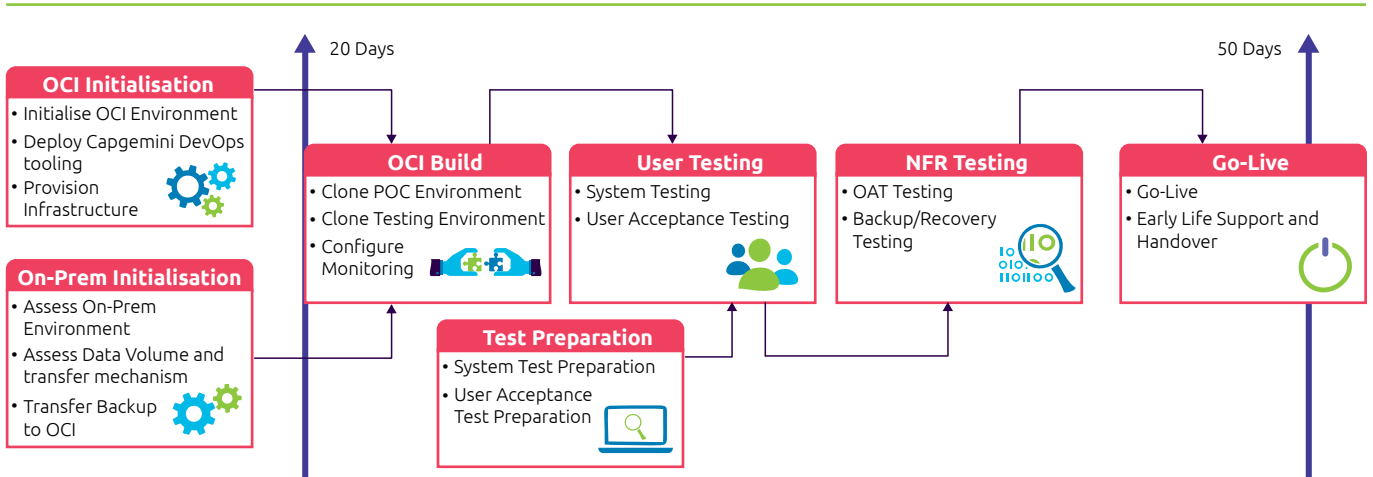 20 Days
50 Days
OCI Initialisation
• Initialise OCI Environment
• Deploy Capgemini DevOps
tooling
• Provision
Infrastructure
On-Prem Initialisation
• Assess On-Prem
Environment
• Assess Data Volume and
transfer mechanism
• Transfer Backup
to OCI
OCI Build
• Clone POC Environment
• Clone Testing Environment
• Configure
Monitoring
User Testing
• System Testing
• User Acceptance Testing
Test Preparation
• System Test Preparation
• User Acceptance
Test Preparation
NFR Testing
• OAT Testing
• Backup/Recovery
Testing
10
010
110100
Go-Live
• Go-Live
• Early Life Support and
Handover